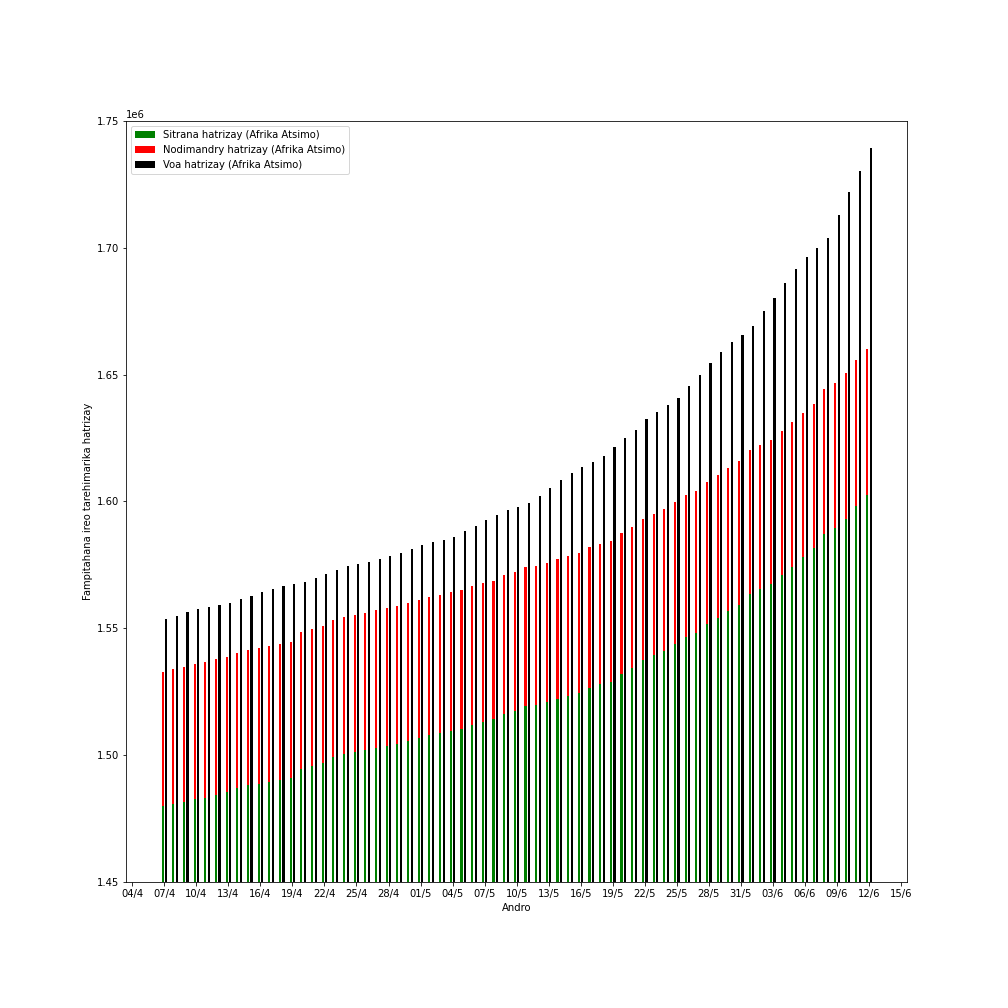 1e6
1.75
1.70
1.65
1.60
1.55
1.50
1.45
Fampitahana ireo tarehimarika hatrizay
Sitrana hatrizay (Afrika Atsimo)
Nodimandry hatrizay (Afrika Atsimo)
Voa hatrizay (Afrika Atsimo)
04/4 07/4 10/4 13/4 16/4 19/4 22/4 25/4 28/4 01/5 04/5 07/5 10/5 13/5 16/5 19/5 22/5 25/5 28/5 31/5 03/6 06/6 09/6 12/6 15/6
Andro